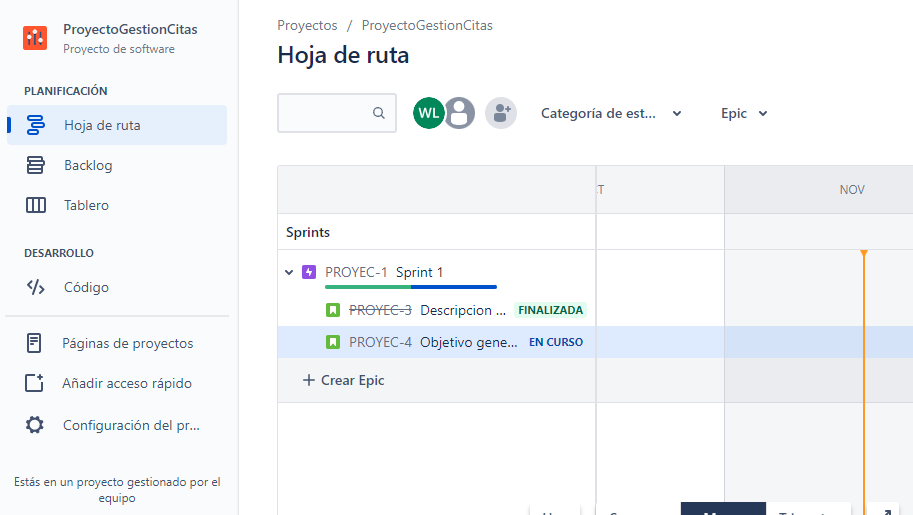 ProyectoGestionCitas
Proyecto de software
PLANIFICACIÓN
Hoja de ruta
Backlog
Tablero
DESARROLLO
Código
Páginas de proyectos
Añadir acceso rápido
Configuración del pr...
Estás en un proyecto gestionado por el
equipo
Proyectos / ProyectoGestionCitas
Hoja de ruta
WL
Categoría de est...
Epic
T
NOV
Sprints
PROYEC-1 Sprint 1
PROYEC-3 Descripcion ... FINALIZADA
PROYEC-4 Objetivo gene... EN CURSO
+ Crear Epic